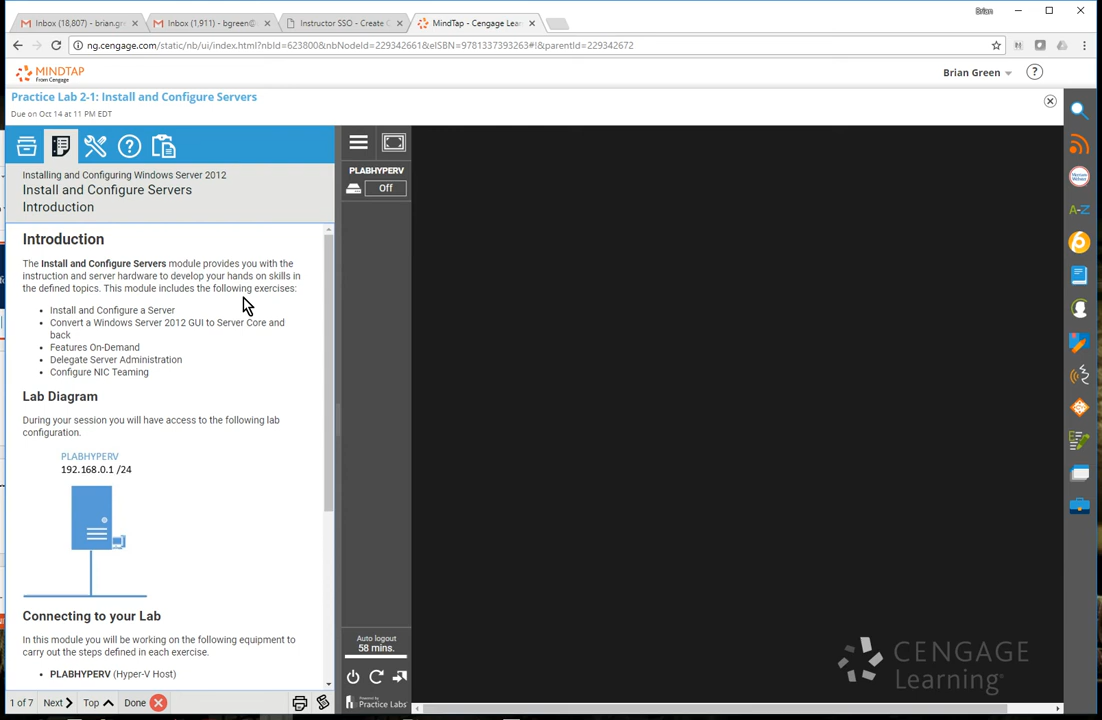 Brian
Inbox (18,807) - brian.gr
Inbox (1,911) - bgreen@
Instructor SSO - Create C
MindTap - Cengage Lear
ng.cengage.com/static/nb/ui/index.html?nbId=623800&nbNodeId=229342661&eISBN=9781337393263#!&parentId=229342672
MINDTAP
From Cengage
Brian Green
?
Practice Lab 2-1: Install and Configure Servers
Due on Oct 14 at 11 PM EDT
Installing and Configuring Windows Server 2012
Install and Configure Servers
Introduction
PLABHYPERV
Off
Introduction
The Install and Configure Servers module provides you with the
instruction and server hardware to develop your hands on skills in
the defined topics. This module includes the following exercises:
• Install and Configure a Server
• Convert a Windows Server 2012 GUI to Server Core and
back
• Features On-Demand
• Delegate Server Administration
• Configure NIC Teaming
Lab Diagram
During your session you will have access to the following lab
configuration.
PLABHYPERV
192.168.0.1 /24
Connecting to your Lab
In this module you will be working on the following equipment to
carry out the steps defined in each exercise.
• PLABHYPERV (Hyper-V Host)
1 of 7 Next Top Done
Auto logout
58 mins.
Powered by
Practice Labs
A-Z
CENGAGE
Learning